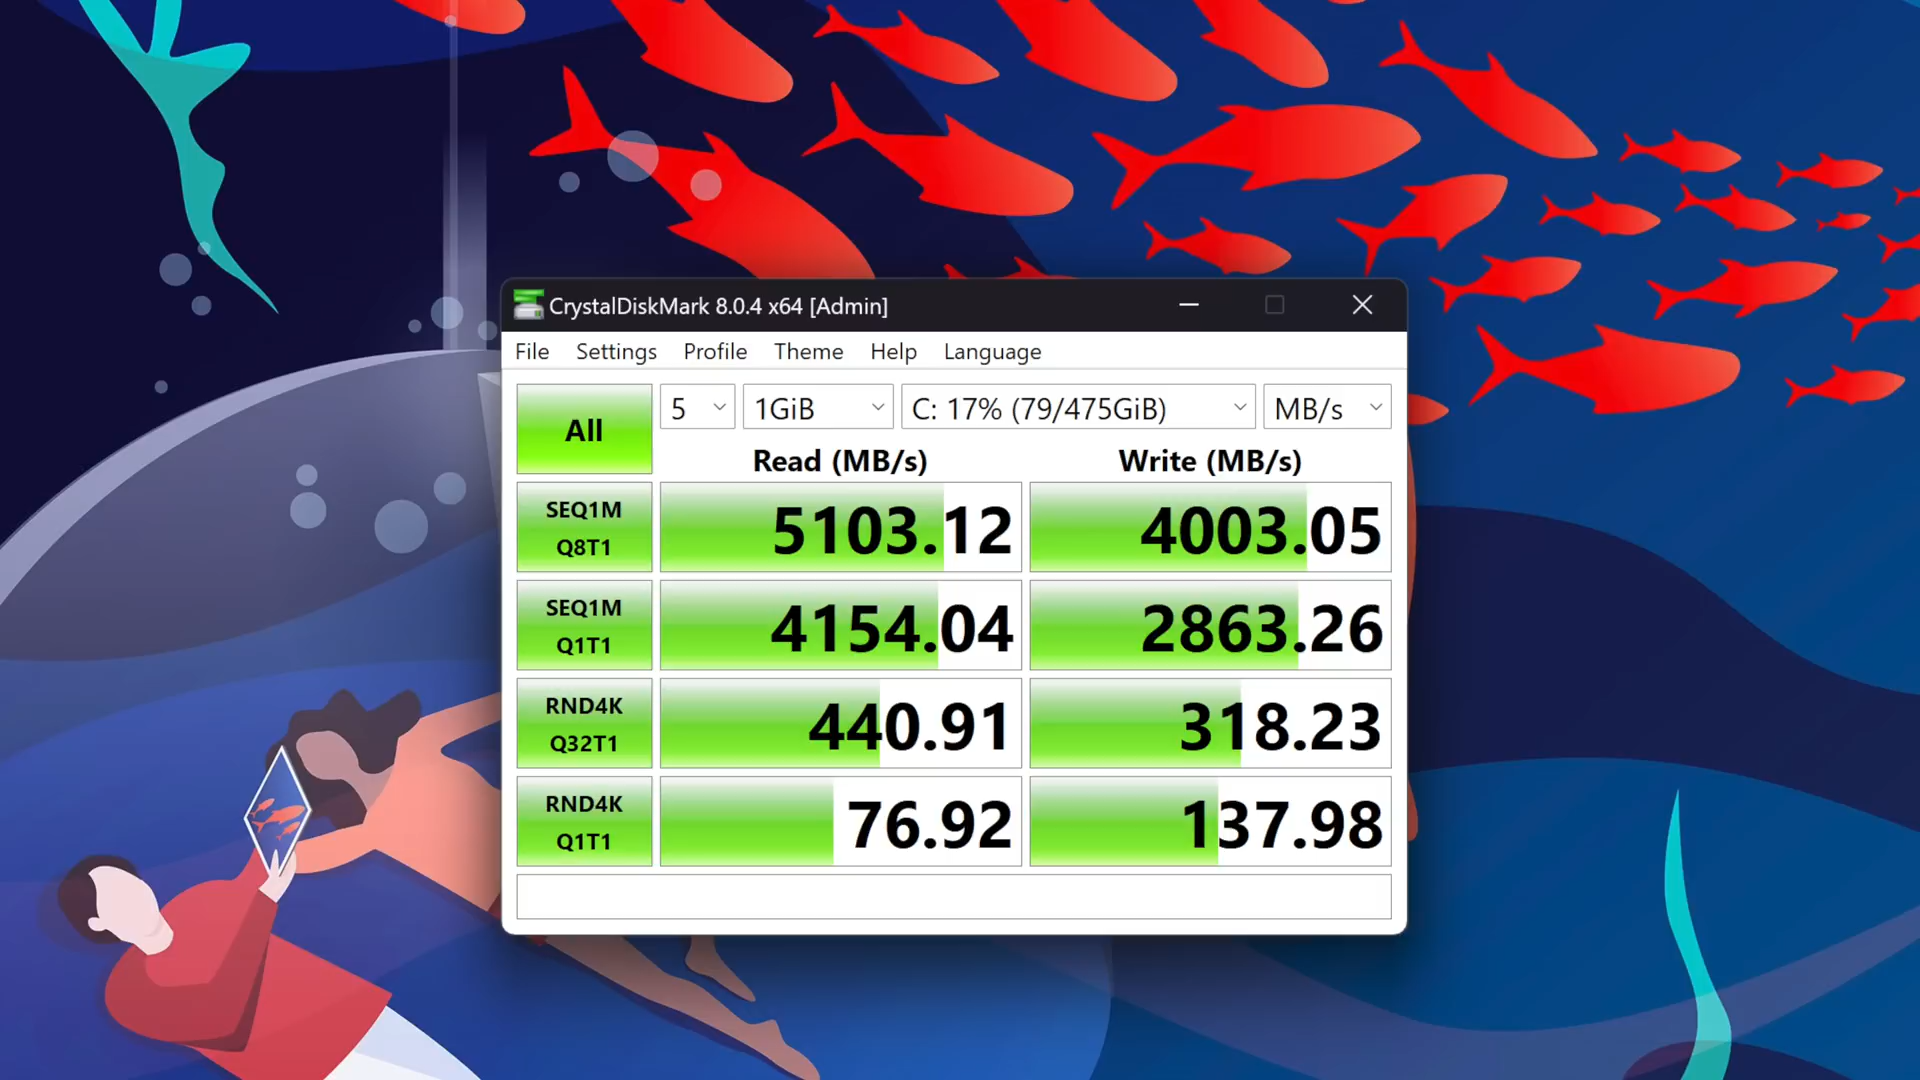 CrystalDiskMark 8.0.4 x64 [Admin]
File Settings Profile Theme Help Language
All 5 1GiB C: 17% (79/475GiB) MB/s
Read (MB/s) Write (MB/s)
SEQ1M
Q8T1 5103.12 4003.05
SEQ1M
Q1T1 4154.04 2863.26
RND4K
Q32T1 440.91 318.23
RND4K
Q1T1 76.92 137.98